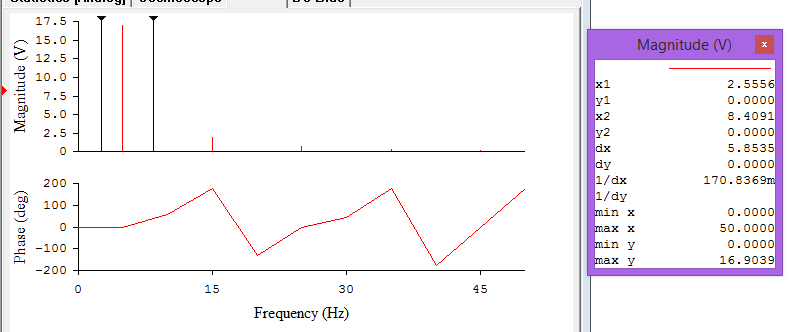 Statistics [Analog]
17.5
15.0
12.5
10.0
7.5
5.0
2.5
0
Magnitude (V)
200
100
0
-100
-200
Phase (deg)
0 15 30 45
Frequency (Hz)
Magnitude (V) x
x1 2.5556
y1 0.0000
x2 8.4091
y2 0.0000
dx 5.8535
dy 0.0000
1/dx 170.8369m
1/dy
min x 0.0000
max x 50.0000
min y 0.0000
max y 16.9039